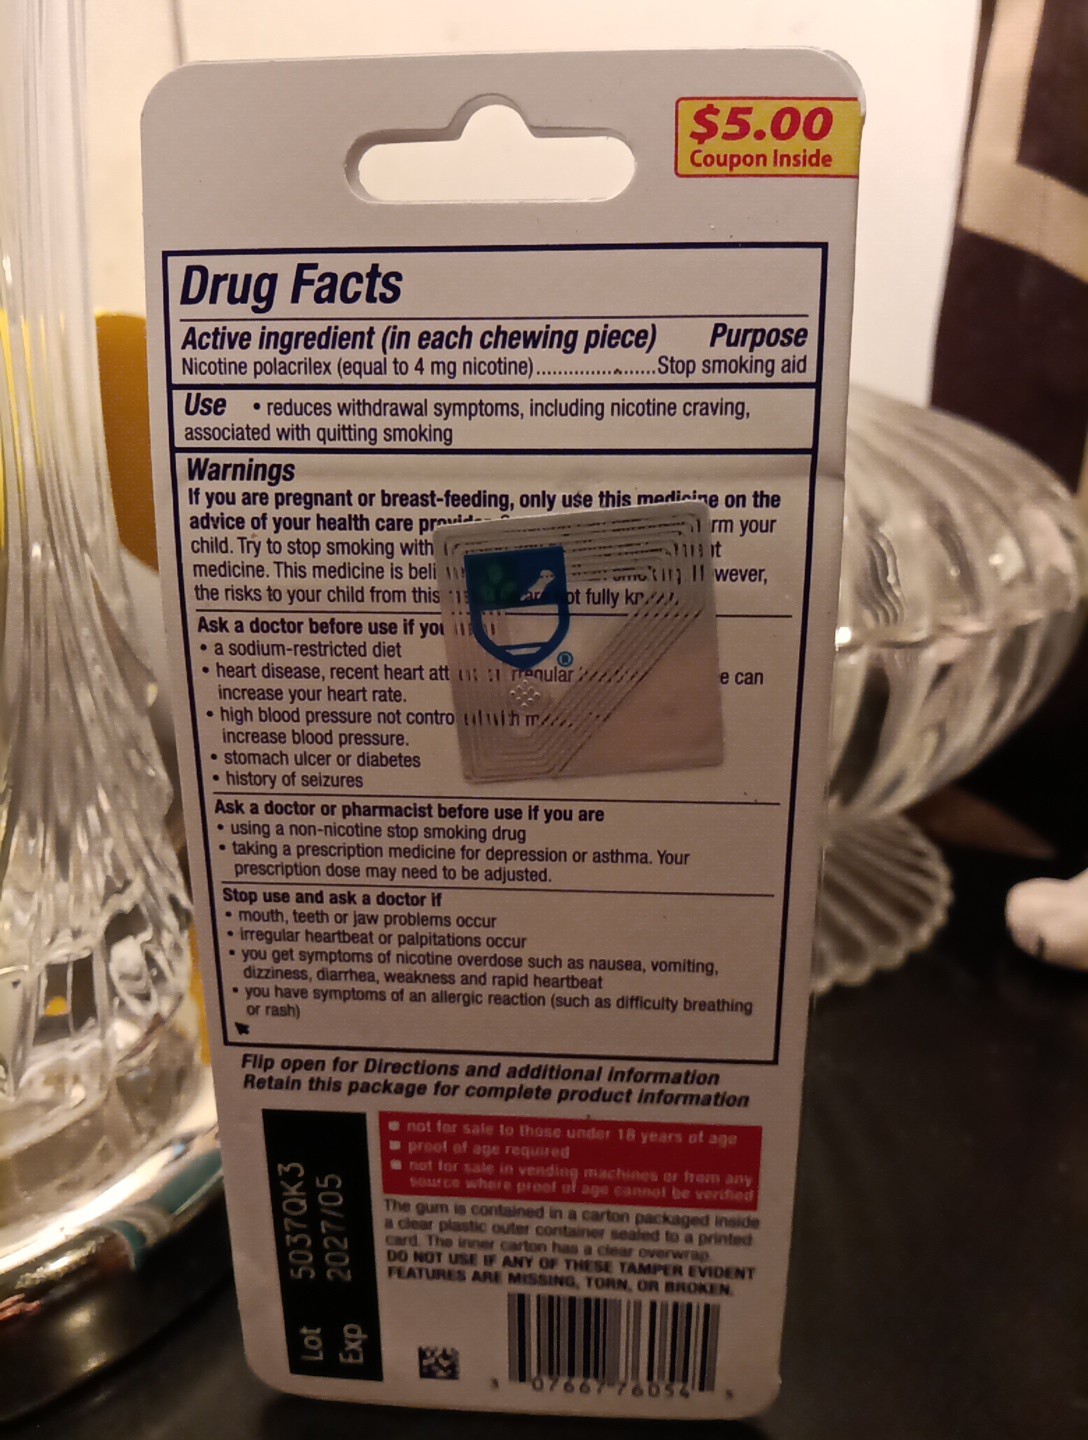 $5.00
Coupon Inside
Drug Facts
Active ingredient (in each chewing piece) Purpose
Nicotine polacrilex (equal to 4 mg nicotine)....................Stop smoking aid
Use • reduces withdrawal symptoms, including nicotine craving,
associated with quitting smoking
Warnings
If you are pregnant or breast-feeding, only use this medicine on the
advice of your health care rm your
child. Try to stop smoking with
medicine. This medicine is wever,
the risks to your child from this not fully
Ask a doctor before use if you
• a sodium-restricted diet
• heart disease, recent heart irregular e can
increase your heart rate.
• high blood pressure not with
increase blood pressure.
• stomach ulcer or diabetes
• history of seizures
®
Ask a doctor or pharmacist before use if you are
• using a non-nicotine stop smoking drug
• taking a prescription medicine for depression or asthma. Your
prescription dose may need to be adjusted.
Stop use and ask a doctor if
• mouth, teeth or jaw problems occur
• irregular heartbeat or palpitations occur
• you get symptoms of nicotine overdose such as nausea, vomiting,
dizziness, diarrhea, weakness and rapid heartbeat
• you have symptoms of an allergic reaction (such as difficulty breathing
or rash)
Flip open for Directions and additional information
Retain this package for complete product information
Lot 5037QK3
Exp 2027/05
■ not for sale to those under 18 years of age
■ proof of age required
■ not for sale in vending machines or from any
source where proof of age cannot be verified
The gum is contained in a carton packaged inside
a clear plastic outer container sealed to a printed
card. The inner carton has a clear overwrap.
DO NOT USE IF ANY OF THESE TAMPER EVIDENT
FEATURES ARE MISSING, TORN, OR BROKEN.
3 07667 76054 5